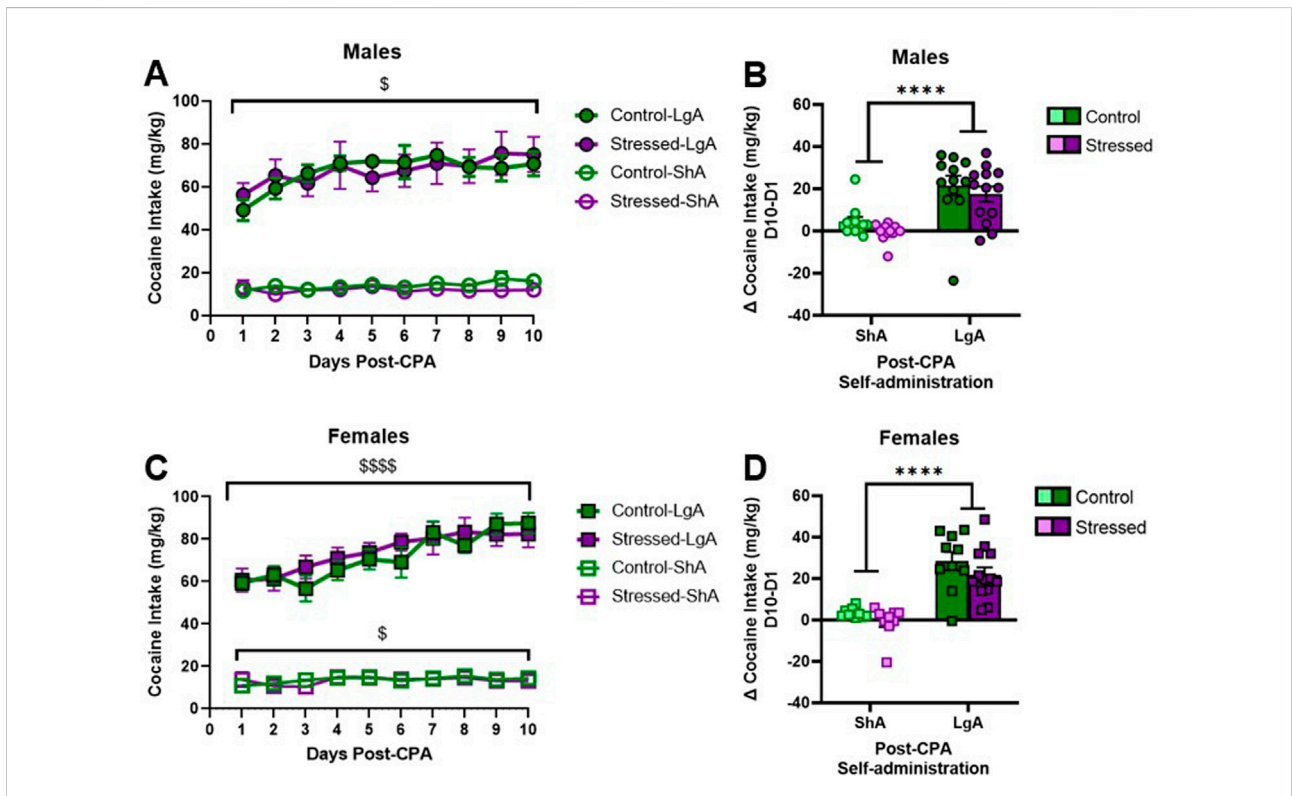 A
Males
$
Cocaine Intake (mg/kg)
100
80
60
40
20
0
0 1 2 3 4 5 6 7 8 9 10
Days Post-CPA
Control-LgA
Stressed-LgA
Control-ShA
Stressed-ShA
B
Males
****
Δ Cocaine Intake (mg/kg)
D10-D1
60
40
20
0
-20
-40
ShA LgA
Post-CPA
Self-administration
Control
Stressed
C
Females
$$$$
$
Cocaine Intake (mg/kg)
100
80
60
40
20
0
0 1 2 3 4 5 6 7 8 9 10
Days Post-CPA
Control-LgA
Stressed-LgA
Control-ShA
Stressed-ShA
D
Females
****
Δ Cocaine Intake (mg/kg)
D10-D1
60
40
20
0
-20
-40
ShA LgA
Post-CPA
Self-administration
Control
Stressed